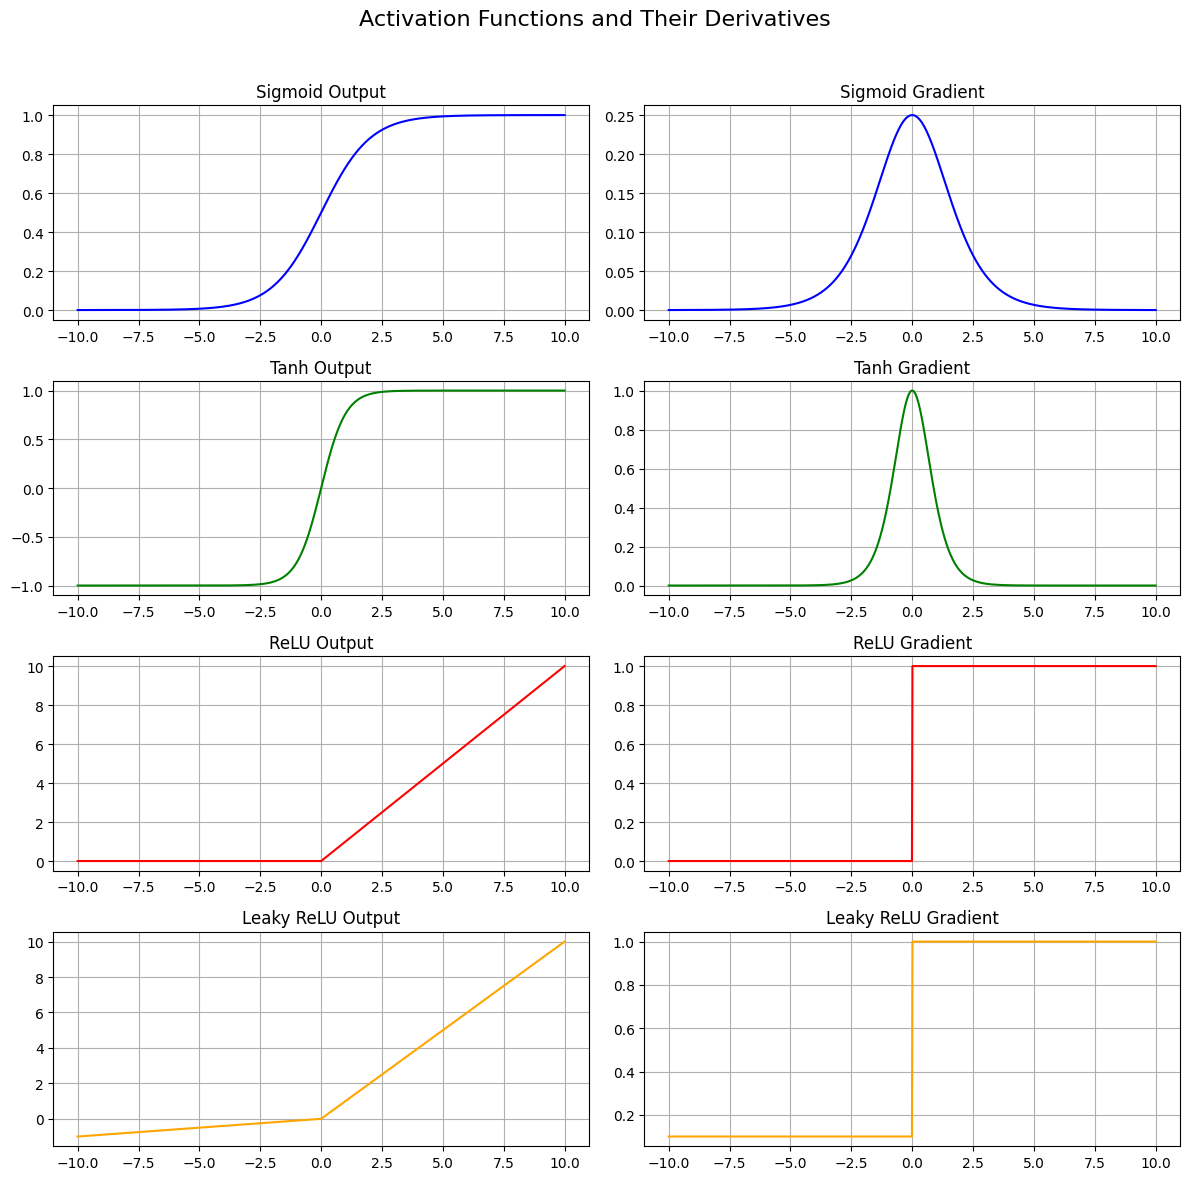 Activation Functions and Their Derivatives
Sigmoid Output
1.0
0.8
0.6
0.4
0.2
0.0
−10.0 −7.5 −5.0 −2.5 0.0 2.5 5.0 7.5 10.0
Sigmoid Gradient
0.25
0.20
0.15
0.10
0.05
0.00
−10.0 −7.5 −5.0 −2.5 0.0 2.5 5.0 7.5 10.0
Tanh Output
1.0
0.5
0.0
−0.5
−1.0
−10.0 −7.5 −5.0 −2.5 0.0 2.5 5.0 7.5 10.0
Tanh Gradient
1.0
0.8
0.6
0.4
0.2
0.0
−10.0 −7.5 −5.0 −2.5 0.0 2.5 5.0 7.5 10.0
ReLU Output
10
8
6
4
2
0
−10.0 −7.5 −5.0 −2.5 0.0 2.5 5.0 7.5 10.0
ReLU Gradient
1.0
0.8
0.6
0.4
0.2
0.0
−10.0 −7.5 −5.0 −2.5 0.0 2.5 5.0 7.5 10.0
Leaky ReLU Output
10
8
6
4
2
0
−10.0 −7.5 −5.0 −2.5 0.0 2.5 5.0 7.5 10.0
Leaky ReLU Gradient
1.0
0.8
0.6
0.4
0.2
−10.0 −7.5 −5.0 −2.5 0.0 2.5 5.0 7.5 10.0